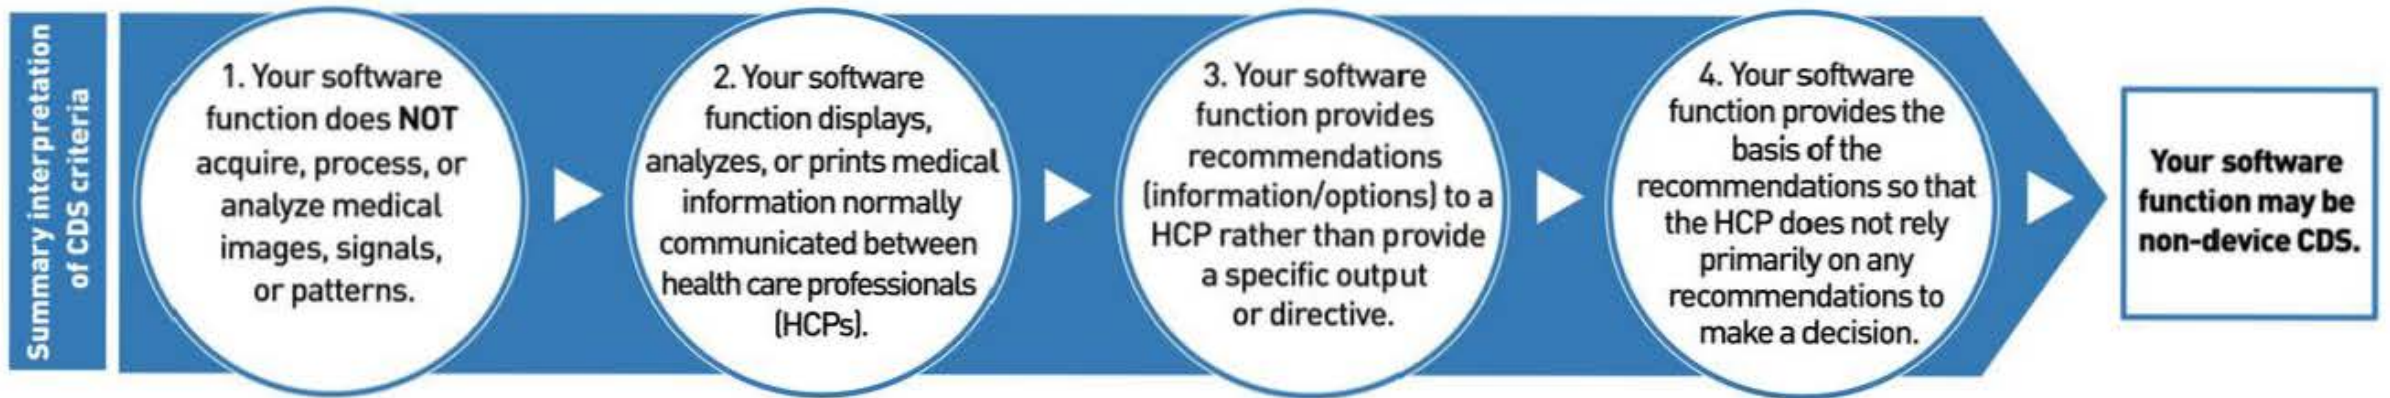 Summary interpretation
of CDS criteria
1. Your software
function does NOT
acquire, process, or
analyze medical
images, signals,
or patterns.
2. Your software
function displays,
analyzes, or prints medical
information normally
communicated between
health care professionals
(HCPs).
3. Your software
function provides
recommendations
(information/options) to a
HCP rather than provide
a specific output
or directive.
4. Your software
function provides the
basis of the
recommendations so that
the HCP does not rely
primarily on any
recommendations to
make a decision.
Your software
function may be
non-device CDS.